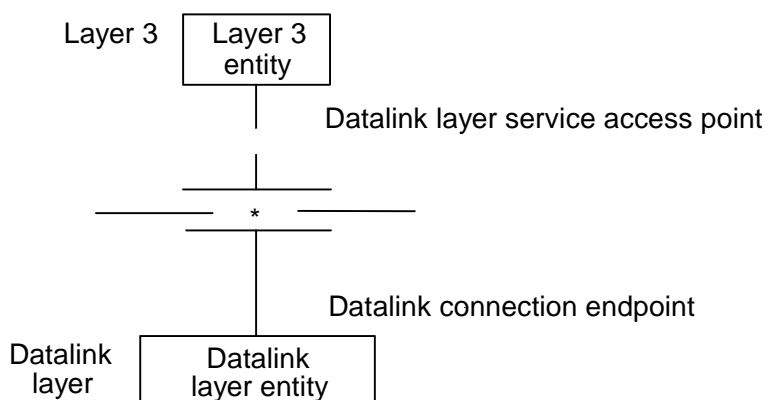 Layer 3
Layer 3
entity
Datalink layer service access point
*
Datalink connection endpoint
Datalink
layer
Datalink
layer entity